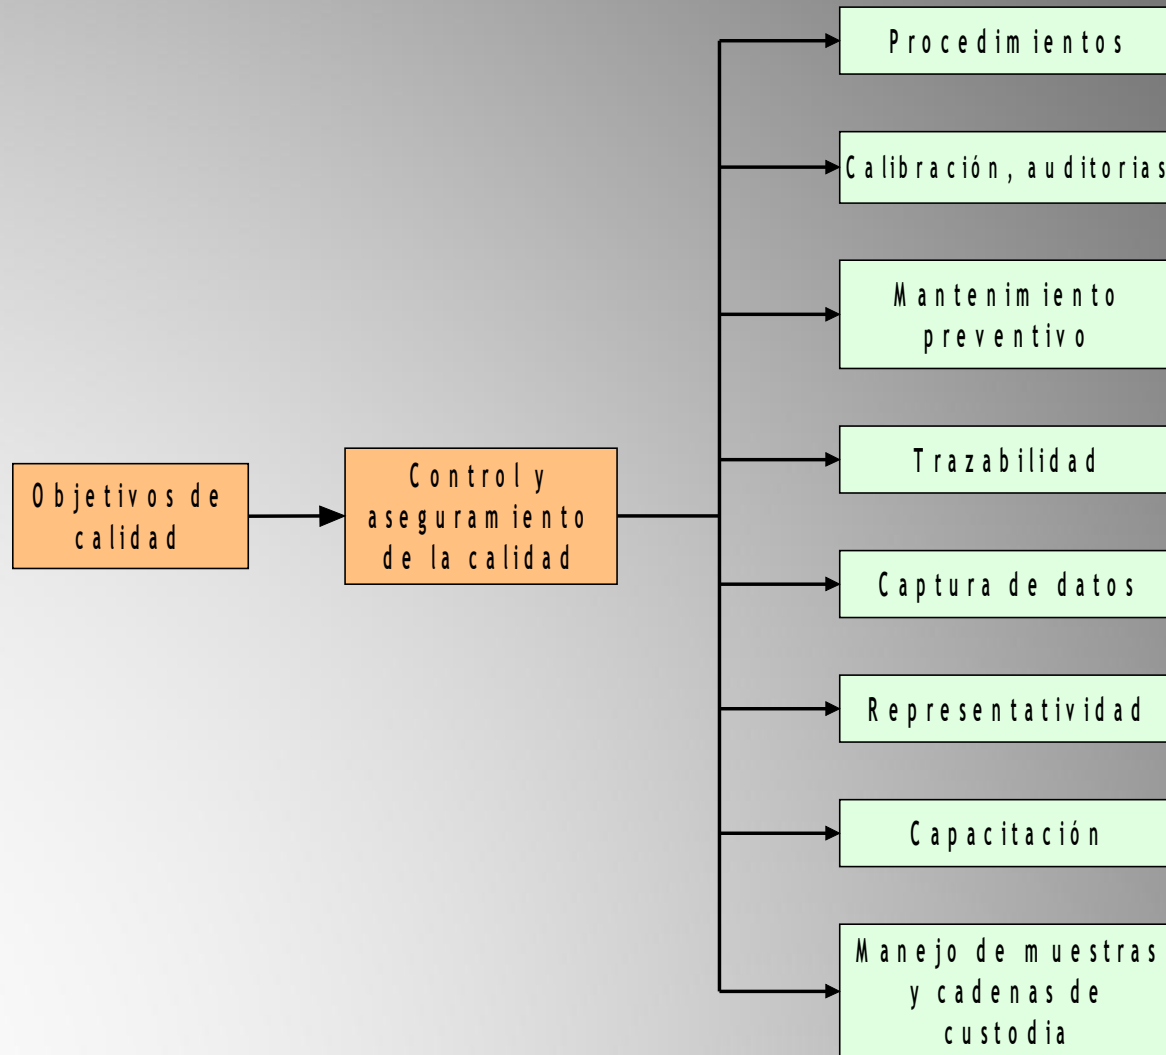 Objetivos de
calidad
Control y
aseguramiento
de la calidad
Procedimientos
Calibración, auditorias
Mantenimiento
preventivo
Trazabilidad
Captura de datos
Representatividad
Capacitación
Manejo de muestras
y cadenas de
custodia